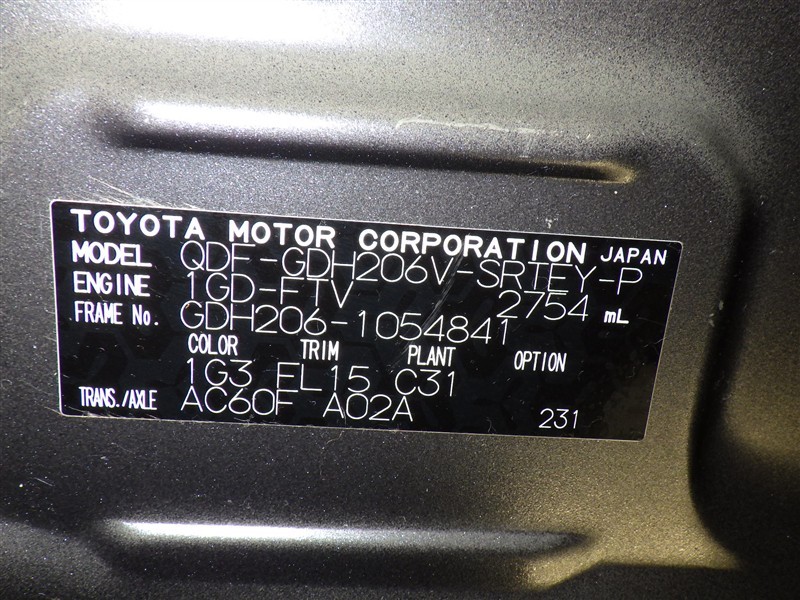 TOYOTA MOTOR CORPORATION JAPAN
MODEL QDF-GDH206V-SRTEY-P
ENGINE 1GD-FTV 2754 mL
FRAME No. GDH206-1054841
COLOR TRIM PLANT OPTION
1G3 EL15 C31
TRANS./AXLE AC60F A02A 231